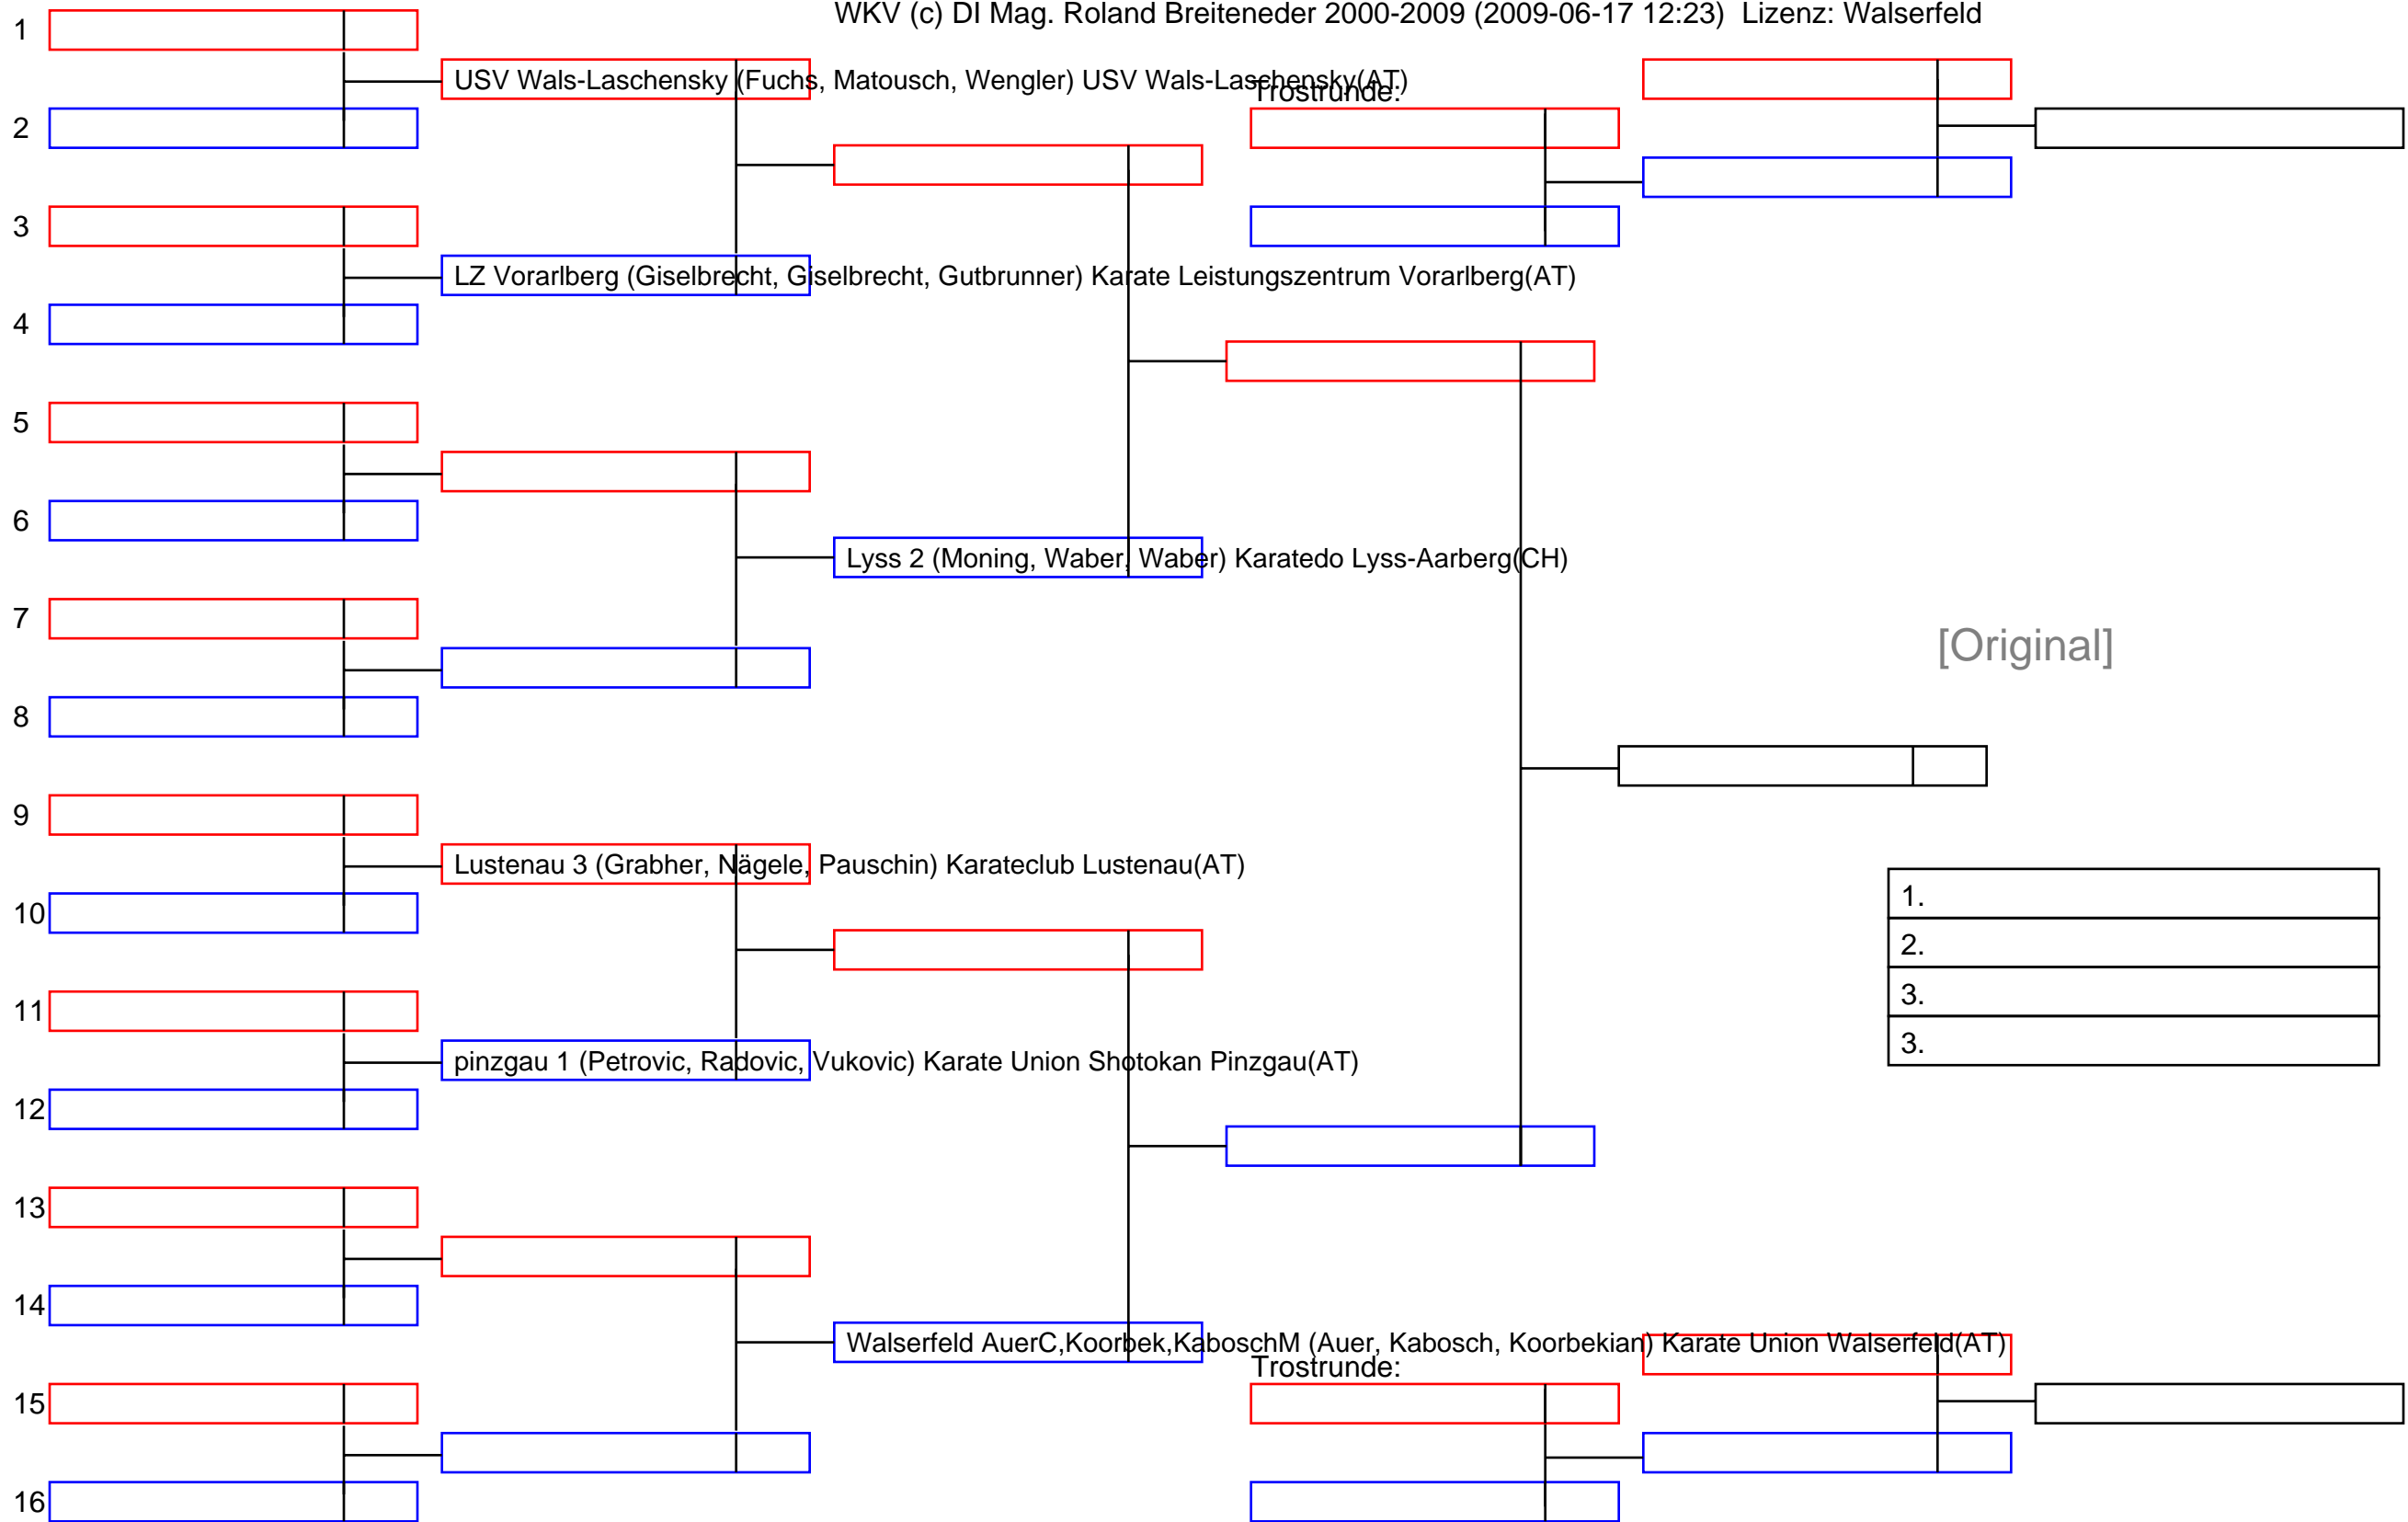 WKV (c) DI Mag. Roland Breiteneder 2000-2009 (2009-06-17 12:23)  Lizenz: Walserfeld
1
USV Wals-Laschensky (Fuchs, Matousch, Wengler) USV Wals-Laschensky(AT)
Trostrunde:
2
3
LZ Vorarlberg (Giselbrecht, Giselbrecht, Gutbrunner) Karate Leistungszentrum Vorarlberg(AT)
4
5
6
Lyss 2 (Moning, Waber, Waber) Karatedo Lyss-Aarberg(CH)
7
[Original]
8
9
Lustenau 3 (Grabher, Nägele, Pauschin) Karateclub Lustenau(AT)
1.
10
2.
3.
11
3.
pinzgau 1 (Petrovic, Radovic, Vukovic) Karate Union Shotokan Pinzgau(AT)
12
13
14
Walserfeld AuerC,Koorbek,KaboschM (Auer, Kabosch, Koorbekian) Karate Union Walserfeld(AT)
Trostrunde:
15
16